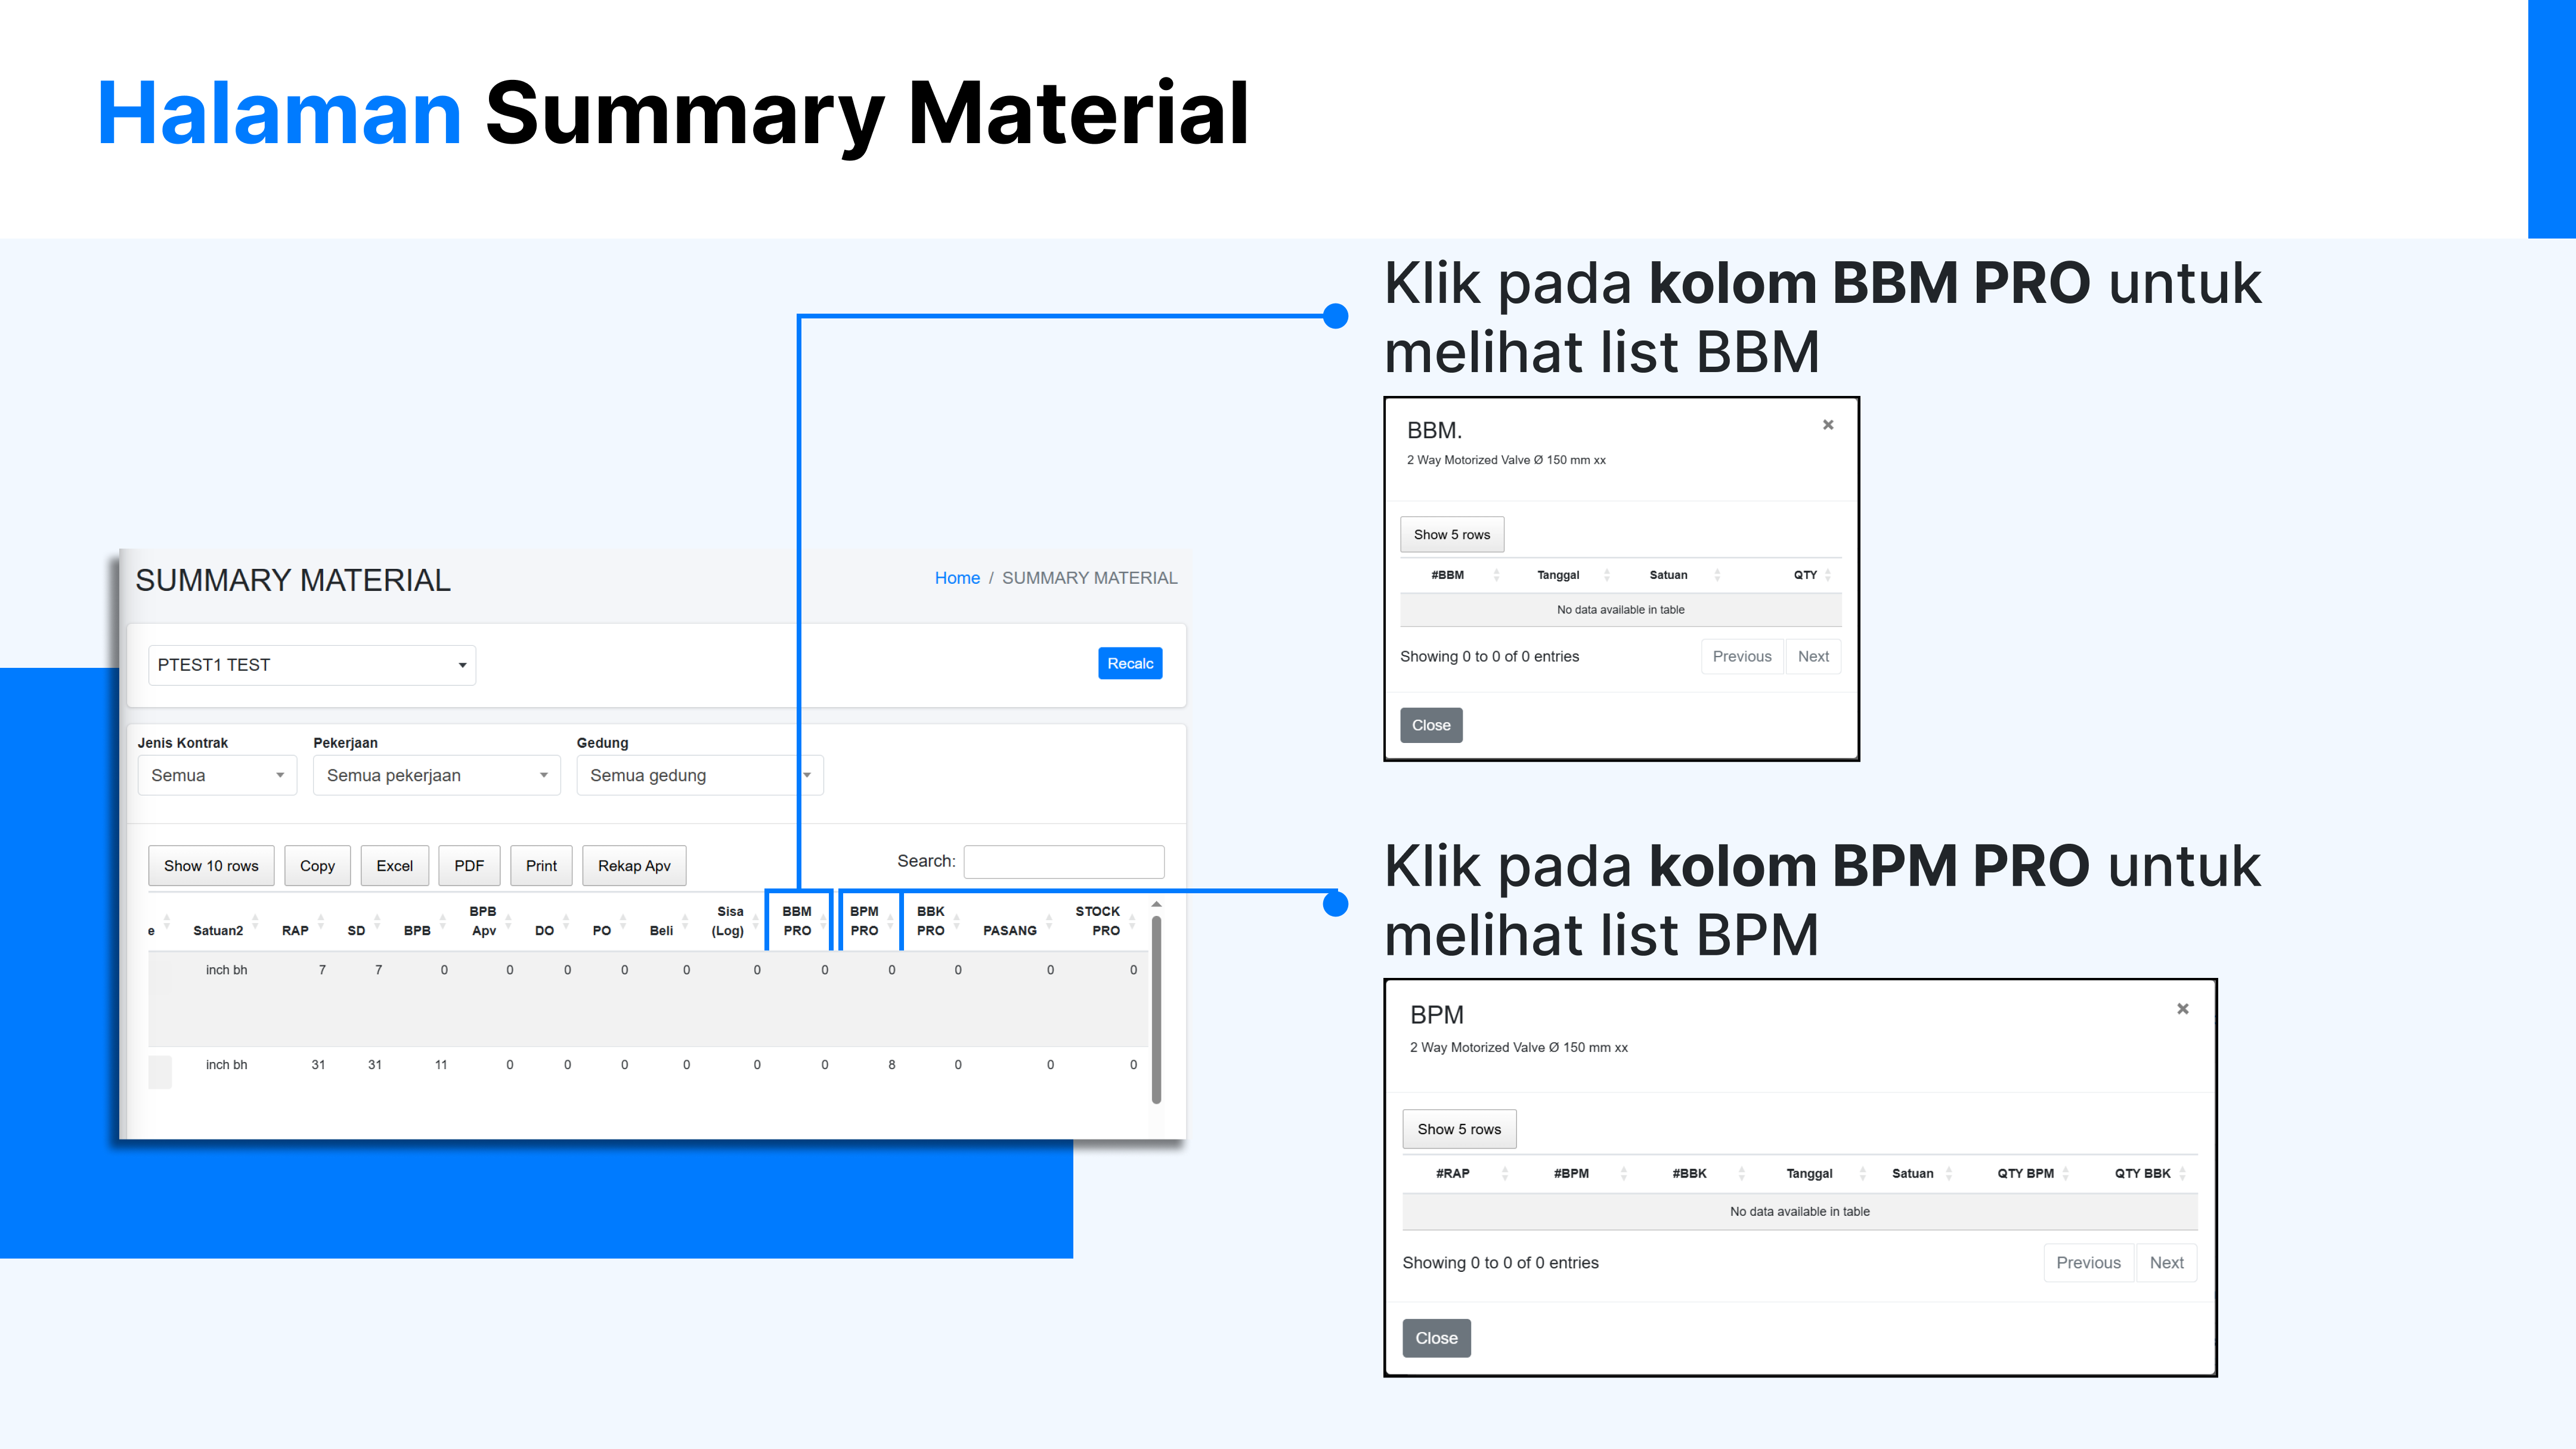 Halaman Summary Material
Klik pada kolom BBM PRO untuk
melihat list BBM
BBM.
×
2 Way Motorized Valve Ø 150 mm xx
Show 5 rows
#BBM Tanggal Satuan QTY
No data available in table
Showing 0 to 0 of 0 entries
Previous Next
Close
SUMMARY MATERIAL
Home / SUMMARY MATERIAL
PTEST1 TEST
Recalc
Jenis Kontrak Pekerjaan Gedung
Semua Semua pekerjaan Semua gedung
Show 10 rows Copy Excel PDF Print Rekap Apv
Search:
e Satuan2 RAP SD BPB BPB Apv DO PO Beli Sisa (Log) BBM PRO BPM PRO BBK PRO PASANG STOCK PRO
inch bh 7 7 0 0 0 0 0 0 0 0 0 0 0
inch bh 31 31 11 0 0 0 0 0 0 8 0 0 0
Klik pada kolom BPM PRO untuk
melihat list BPM
BPM
×
2 Way Motorized Valve Ø 150 mm xx
Show 5 rows
#RAP #BPM #BBK Tanggal Satuan QTY BPM QTY BBK
No data available in table
Showing 0 to 0 of 0 entries
Previous Next
Close